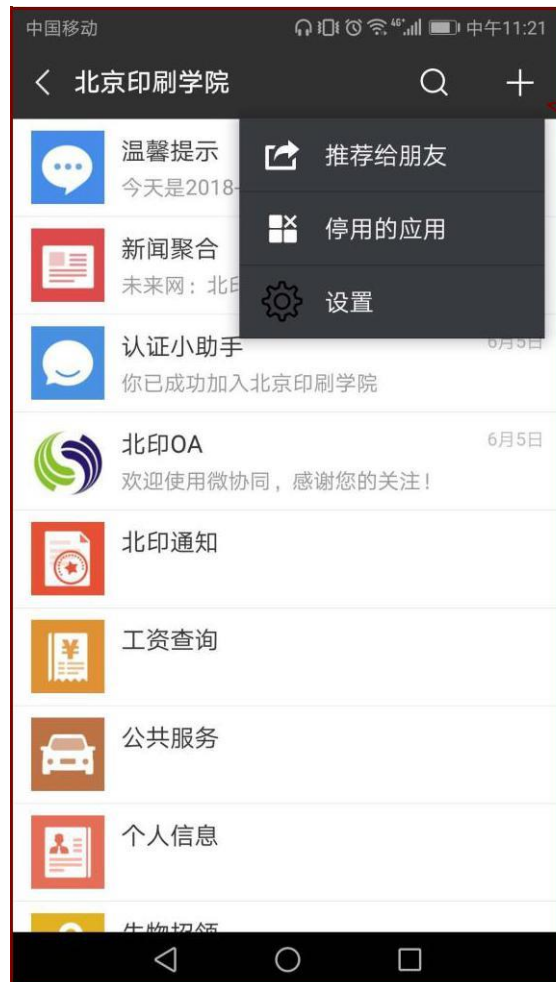 中国移动
46° 中午11:21
北京印刷学院
推荐给朋友
停用的应用
设置
温馨提示
今天是2018-
新闻聚合
未来网：北印
认证小助手
6月5日
你已成功加入北京印刷学院
北印OA
6月5日
欢迎使用微协同，感谢您的关注！
北印通知
工资查询
公共服务
个人信息